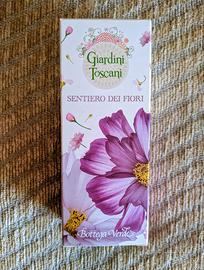 Giardini
Toscani
SENTIERO DEI FIORI
Bottega Verde